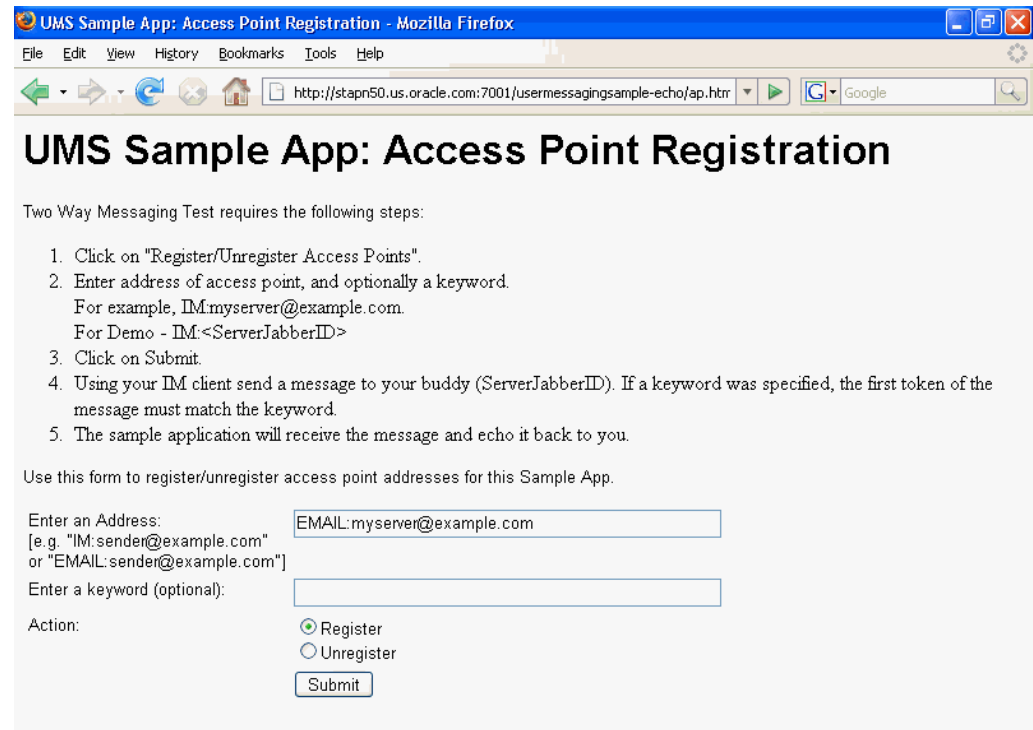 UMS Sample App: Access Point Registration - Mozilla Firefox
File Edit View History Bookmarks Tools Help
http://stapn50.us.oracle.com:7001/usermessagingsample-echo/ap.htm
G Google
UMS Sample App: Access Point Registration
Two Way Messaging Test requires the following steps:
1. Click on "Register/Unregister Access Points".
2. Enter address of access point, and optionally a keyword.
For example, IM:myserver@example.com.
For Demo - IM:<ServerJabberID>
3. Click on Submit.
4. Using your IM client send a message to your buddy (ServerJabberID). If a keyword was specified, the first token of the
message must match the keyword.
5. The sample application will receive the message and echo it back to you.
Use this form to register/unregister access point addresses for this Sample App.
Enter an Address: EMAIL:myserver@example.com
[e.g. "IM:sender@example.com"
or "EMAIL:sender@example.com"]
Enter a keyword (optional):
Action: Register
Unregister
Submit